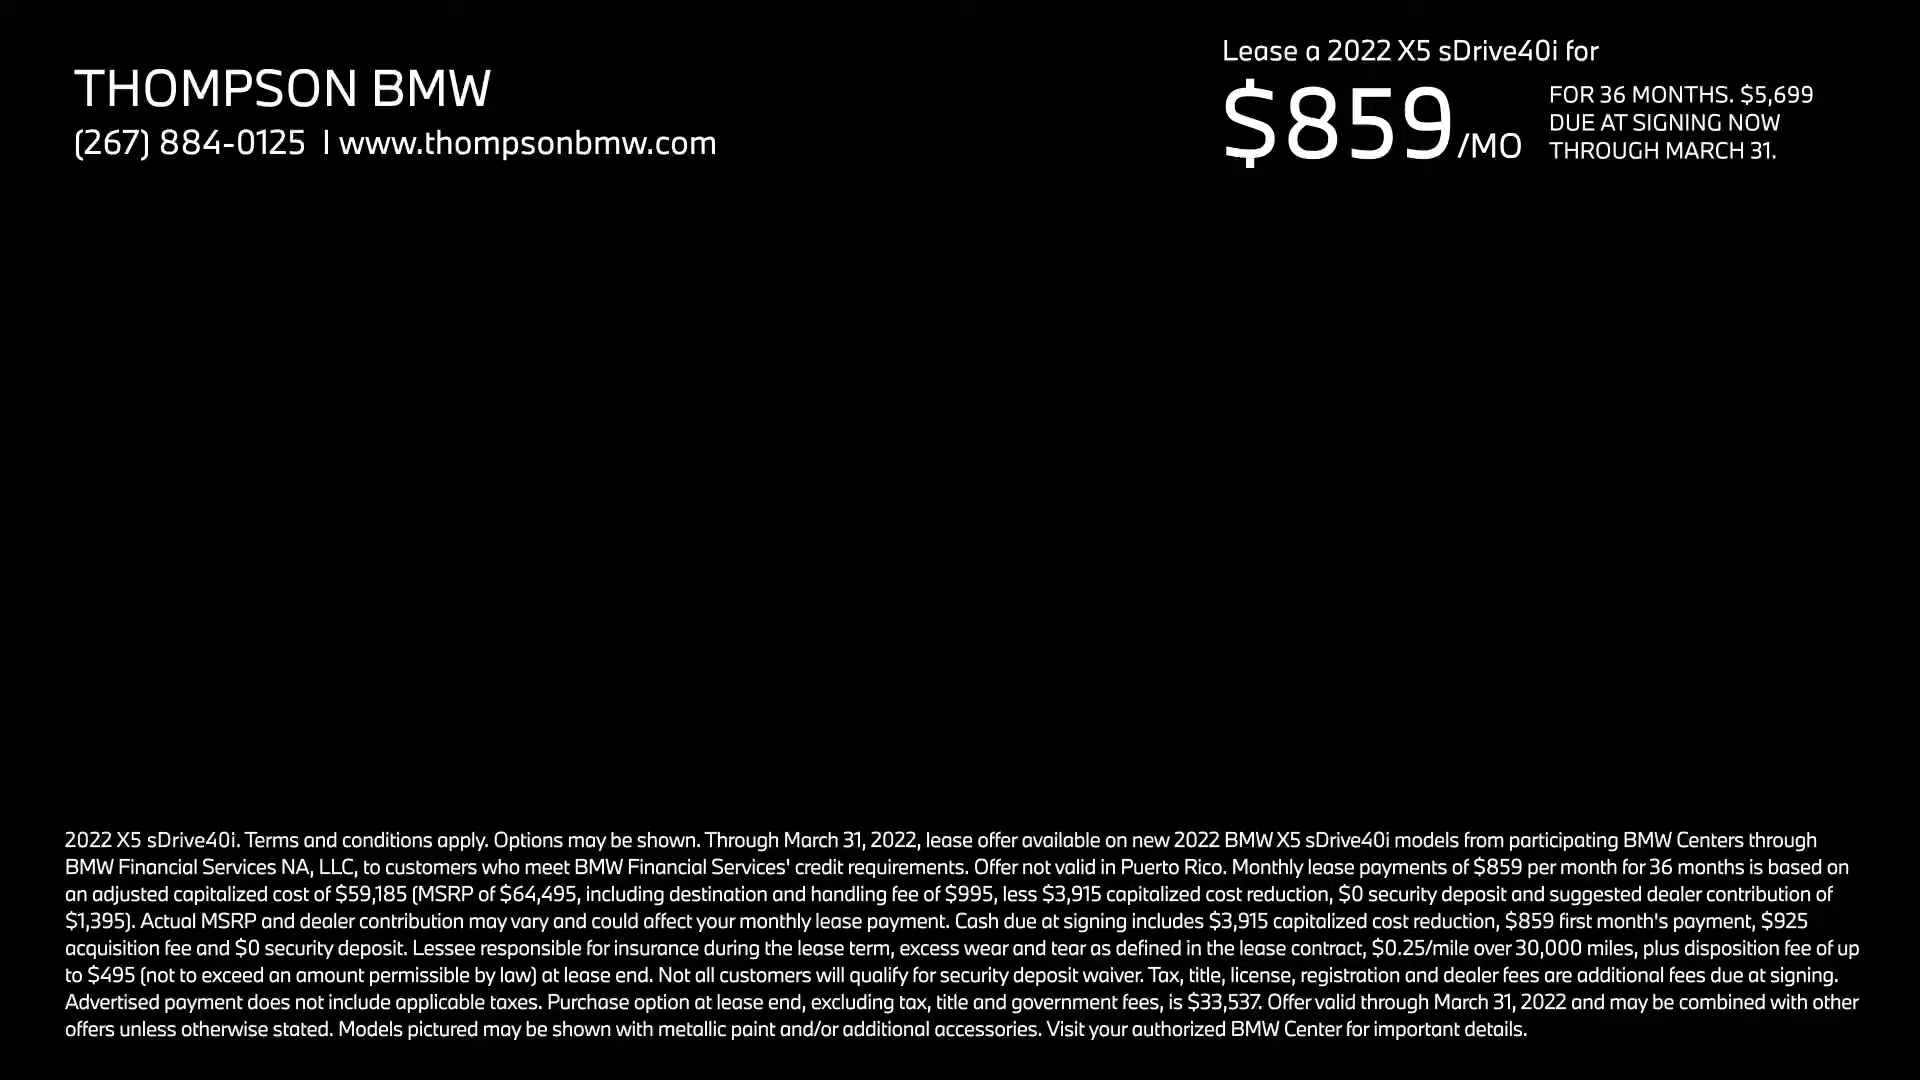 THOMPSON BMW
(267) 884-0125 | www.thompsonbmw.com
Lease a 2022 X5 sDrive40i for
$859/MO
FOR 36 MONTHS. $5,699
DUE AT SIGNING NOW
THROUGH MARCH 31.
2022 X5 sDrive40i. Terms and conditions apply. Options may be shown. Through March 31, 2022, lease offer available on new 2022 BMW X5 sDrive40i models from participating BMW Centers through
BMW Financial Services NA, LLC, to customers who meet BMW Financial Services' credit requirements. Offer not valid in Puerto Rico. Monthly lease payments of $859 per month for 36 months is based on
an adjusted capitalized cost of $59,185 (MSRP of $64,495, including destination and handling fee of $995, less $3,915 capitalized cost reduction, $0 security deposit and suggested dealer contribution of
$1,395). Actual MSRP and dealer contribution may vary and could affect your monthly lease payment. Cash due at signing includes $3,915 capitalized cost reduction, $859 first month's payment, $925
acquisition fee and $0 security deposit. Lessee responsible for insurance during the lease term, excess wear and tear as defined in the lease contract, $0.25/mile over 30,000 miles, plus disposition fee of up
to $495 (not to exceed an amount permissible by law) at lease end. Not all customers will qualify for security deposit waiver. Tax, title, license, registration and dealer fees are additional fees due at signing.
Advertised payment does not include applicable taxes. Purchase option at lease end, excluding tax, title and government fees, is $33,537. Offer valid through March 31, 2022 and may be combined with other
offers unless otherwise stated. Models pictured may be shown with metallic paint and/or additional accessories. Visit your authorized BMW Center for important details.